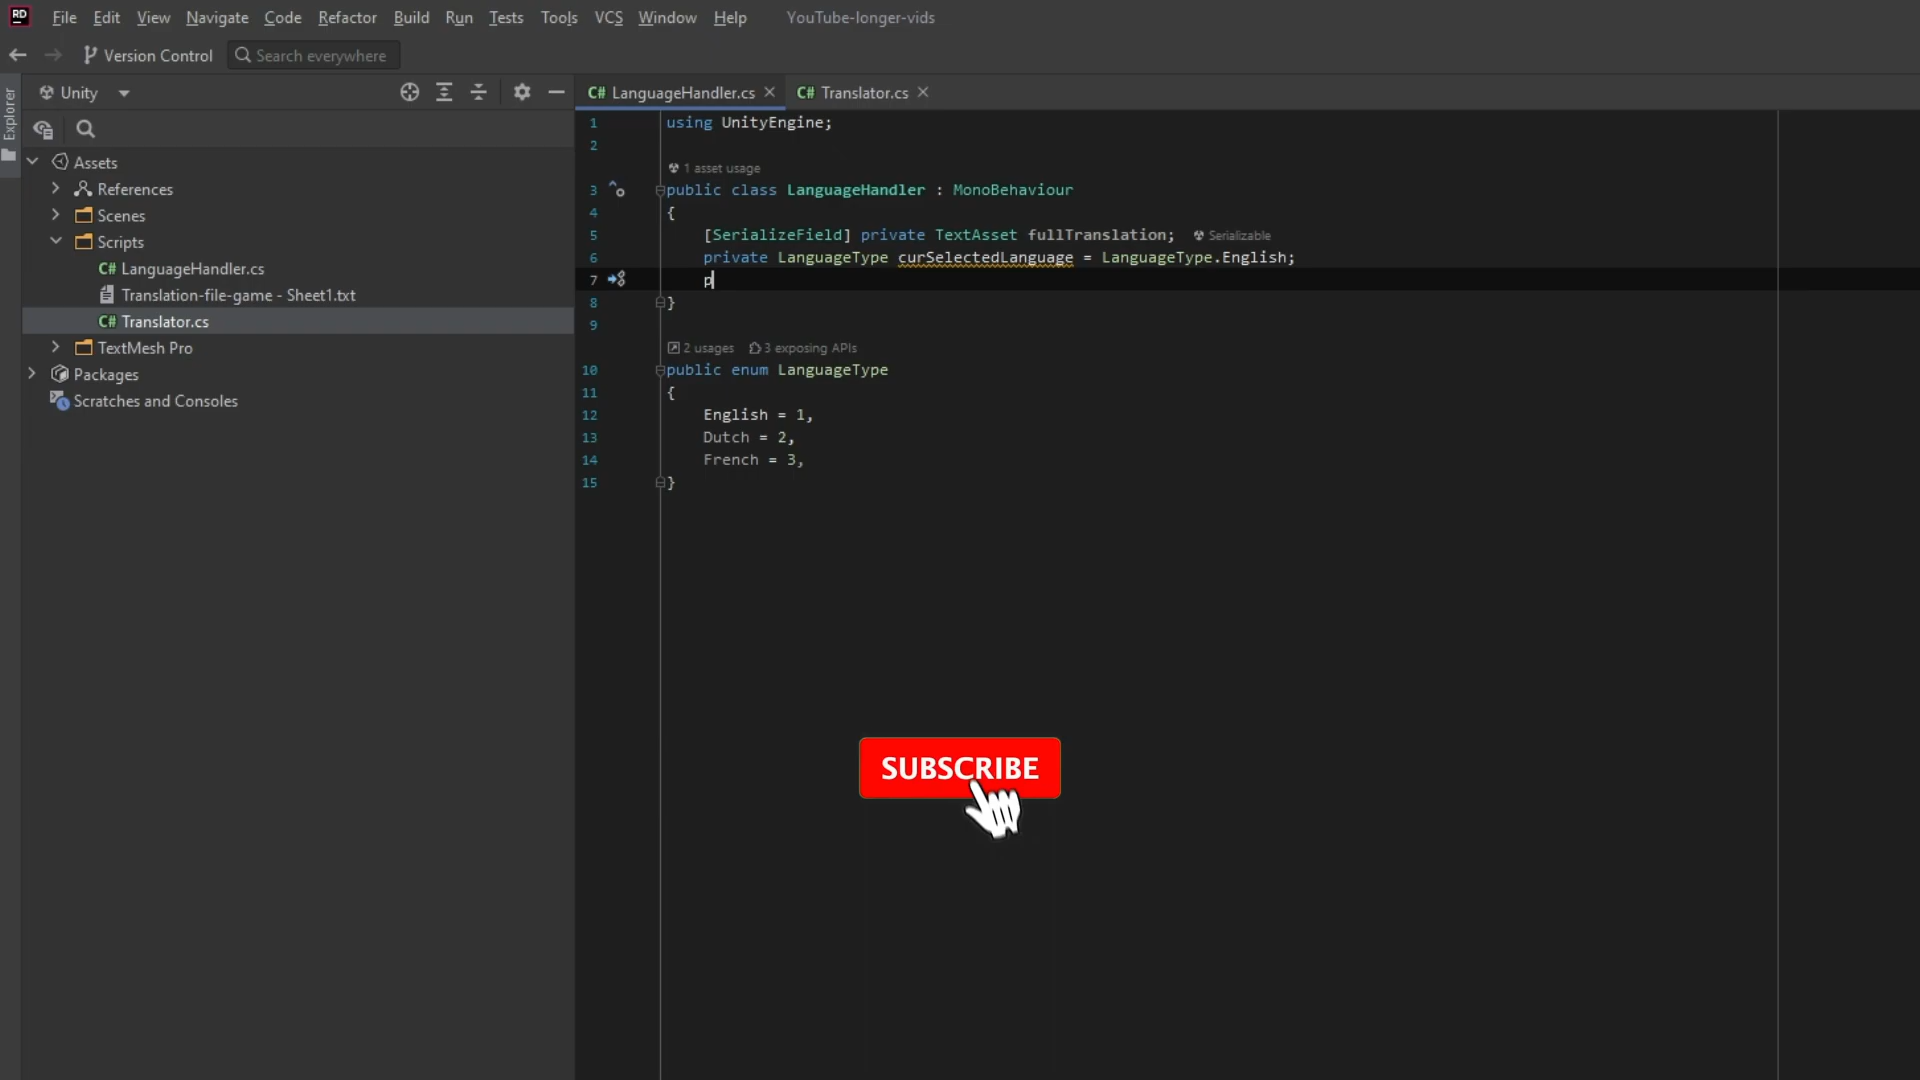 RD File Edit View Navigate Code Refactor Build Run Tests Tools VCS Window Help YouTube-longer-vids
Version Control Search everywhere
Explorer
Unity
Assets
References
Scenes
Scripts
C# LanguageHandler.cs
Translation-file-game - Sheet1.txt
C# Translator.cs
TextMesh Pro
Packages
Scratches and Consoles
C# LanguageHandler.cs C# Translator.cs
1 using UnityEngine;
2
1 asset usage
3 public class LanguageHandler : MonoBehaviour
4 {
5 [SerializeField] private TextAsset fullTranslation; Serializable
6 private LanguageType curSelectedLanguage = LanguageType.English;
7 p
8 }
9
2 usages 3 exposing APIs
10 public enum LanguageType
11 {
12 English = 1,
13 Dutch = 2,
14 French = 3,
15 }
SUBSCRIBE